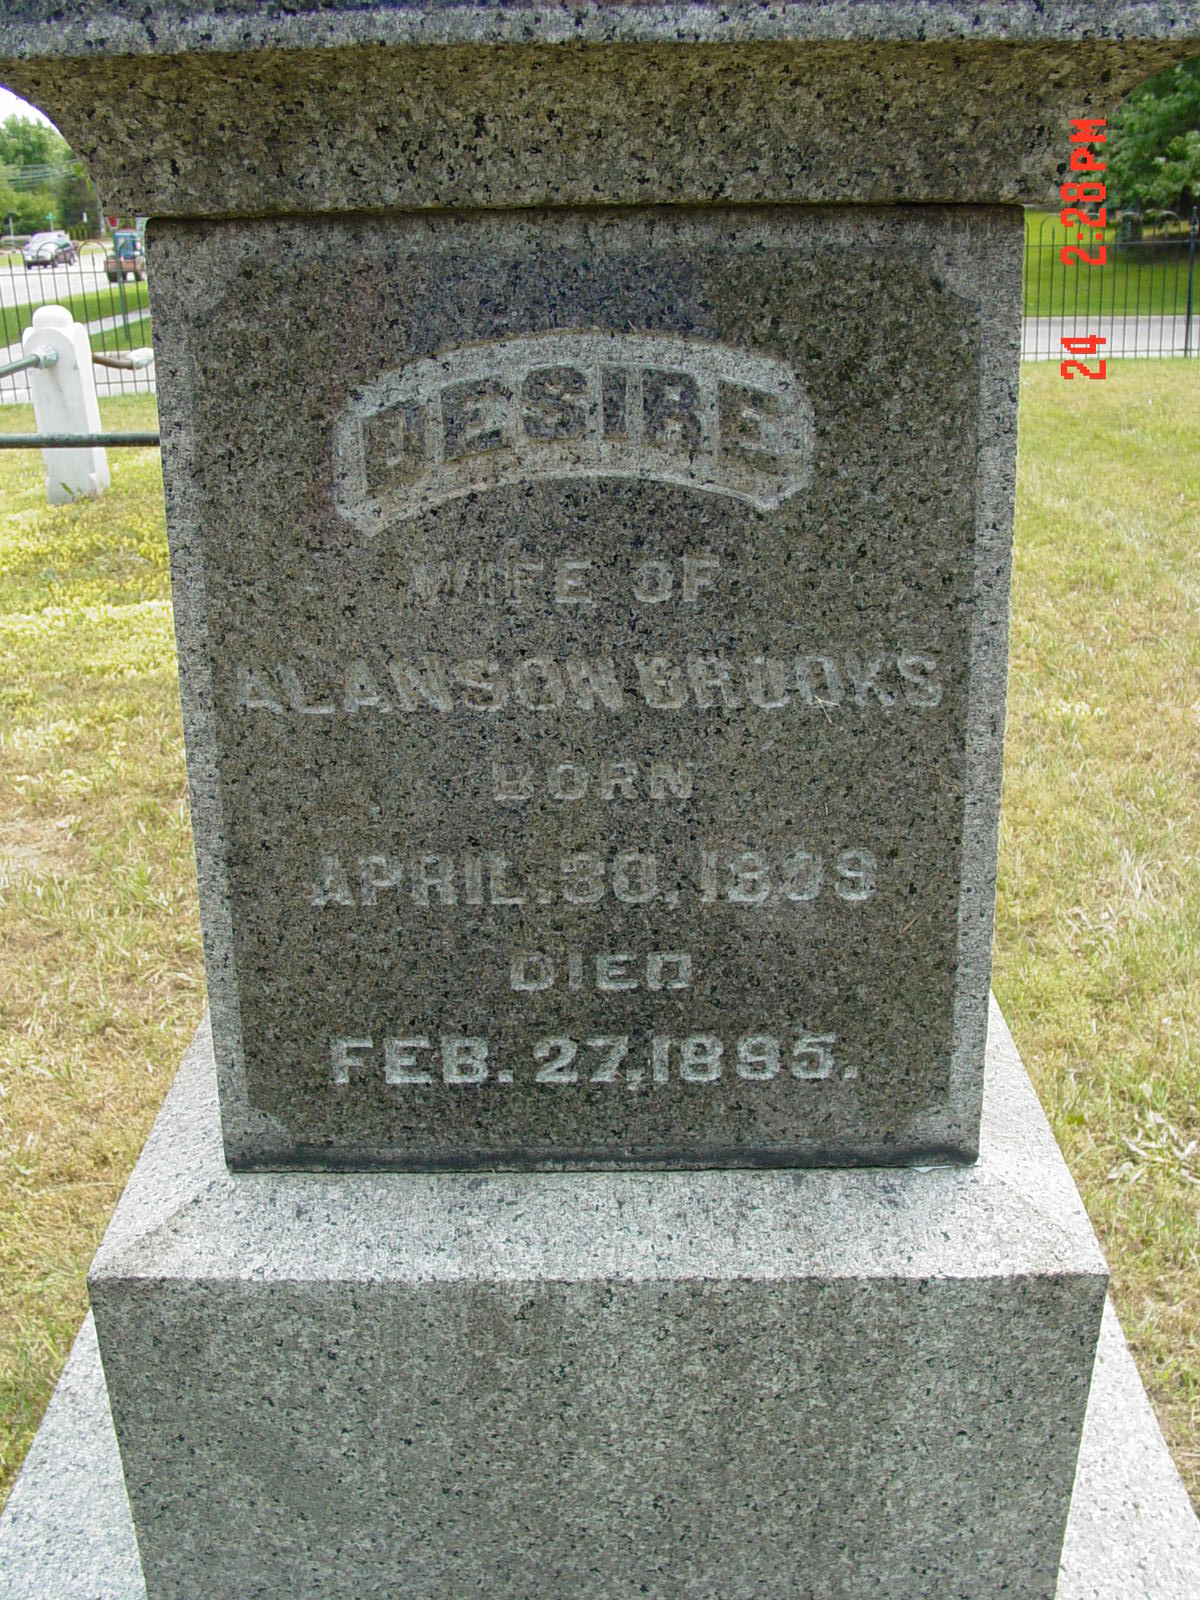 DESIRE
WIFE OF
ALANSON BROOKS
BORN
APRIL. 30, 1809
DIED
FEB. 27, 1895.
24 2:28 PM